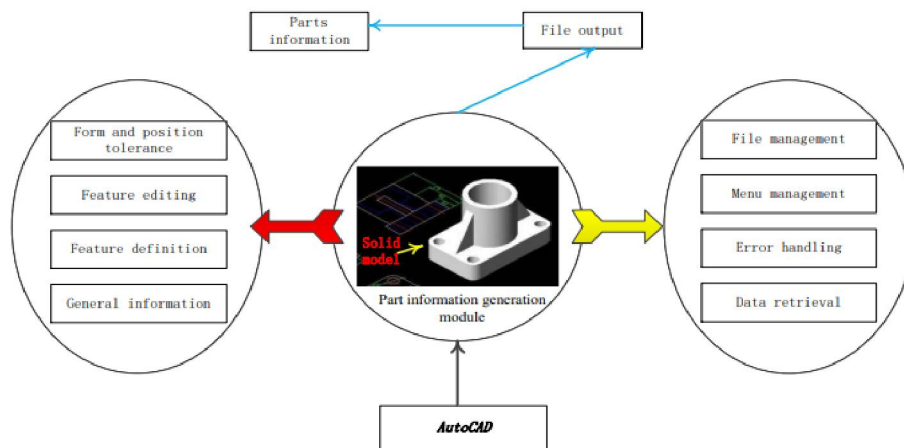 Parts
information
File output
Form and position
tolerance
Feature editing
Feature definition
General information
Solid
model
Part information generation
module
File management
Menu management
Error handling
Data retrieval
AutoCAD